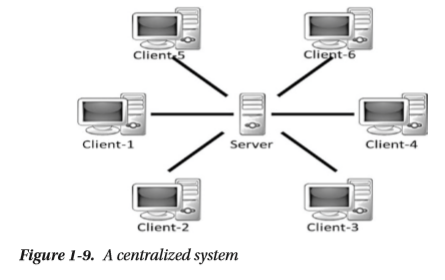 Client-5
Client-6
Client-1
Server
Client-4
Client-2
Client-3
Figure 1-9. A centralized system